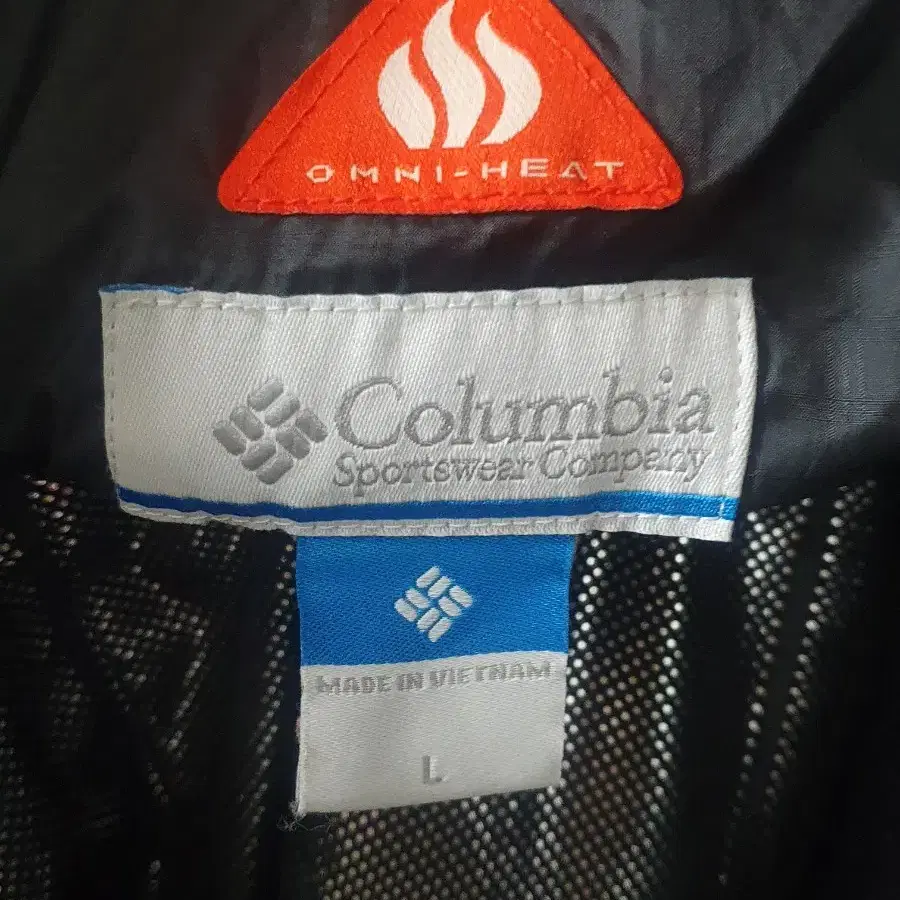 OMNI-HEAT
Columbia
Sportswear Company
MADE IN VIETNAM
L